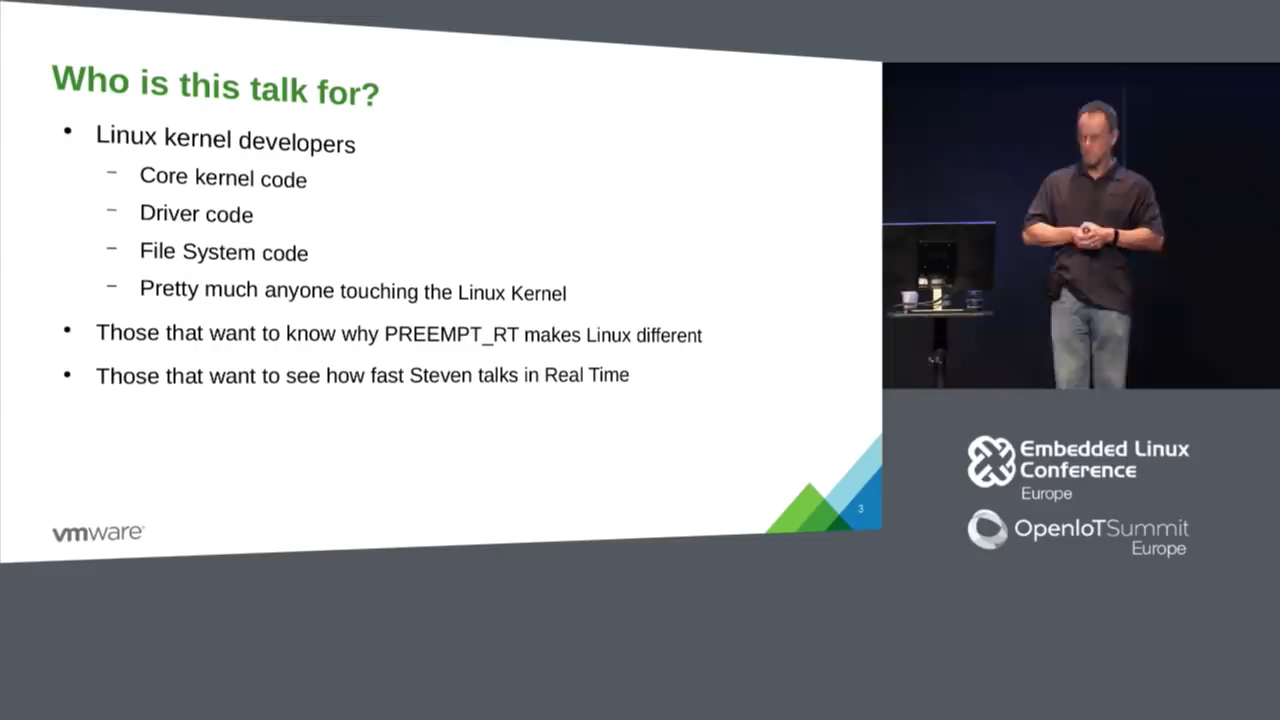 Who is this talk for?
• Linux kernel developers
– Core kernel code
– Driver code
– File System code
– Pretty much anyone touching the Linux Kernel
• Those that want to know why PREEMPT_RT makes Linux different
• Those that want to see how fast Steven talks in Real Time
3
vmware
Embedded Linux
Conference
Europe
OpenIoTSummit
Europe